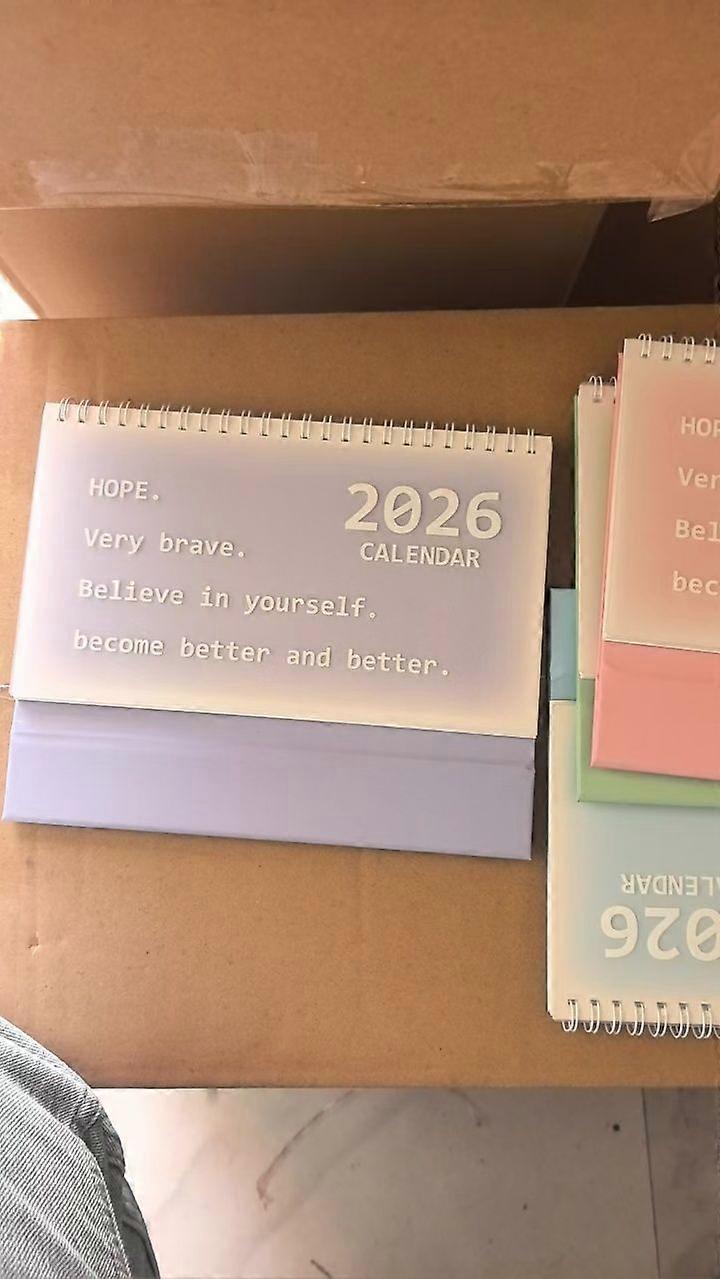 HOPE.
2026
CALENDAR
Very brave.
Believe in yourself.
become better and better.